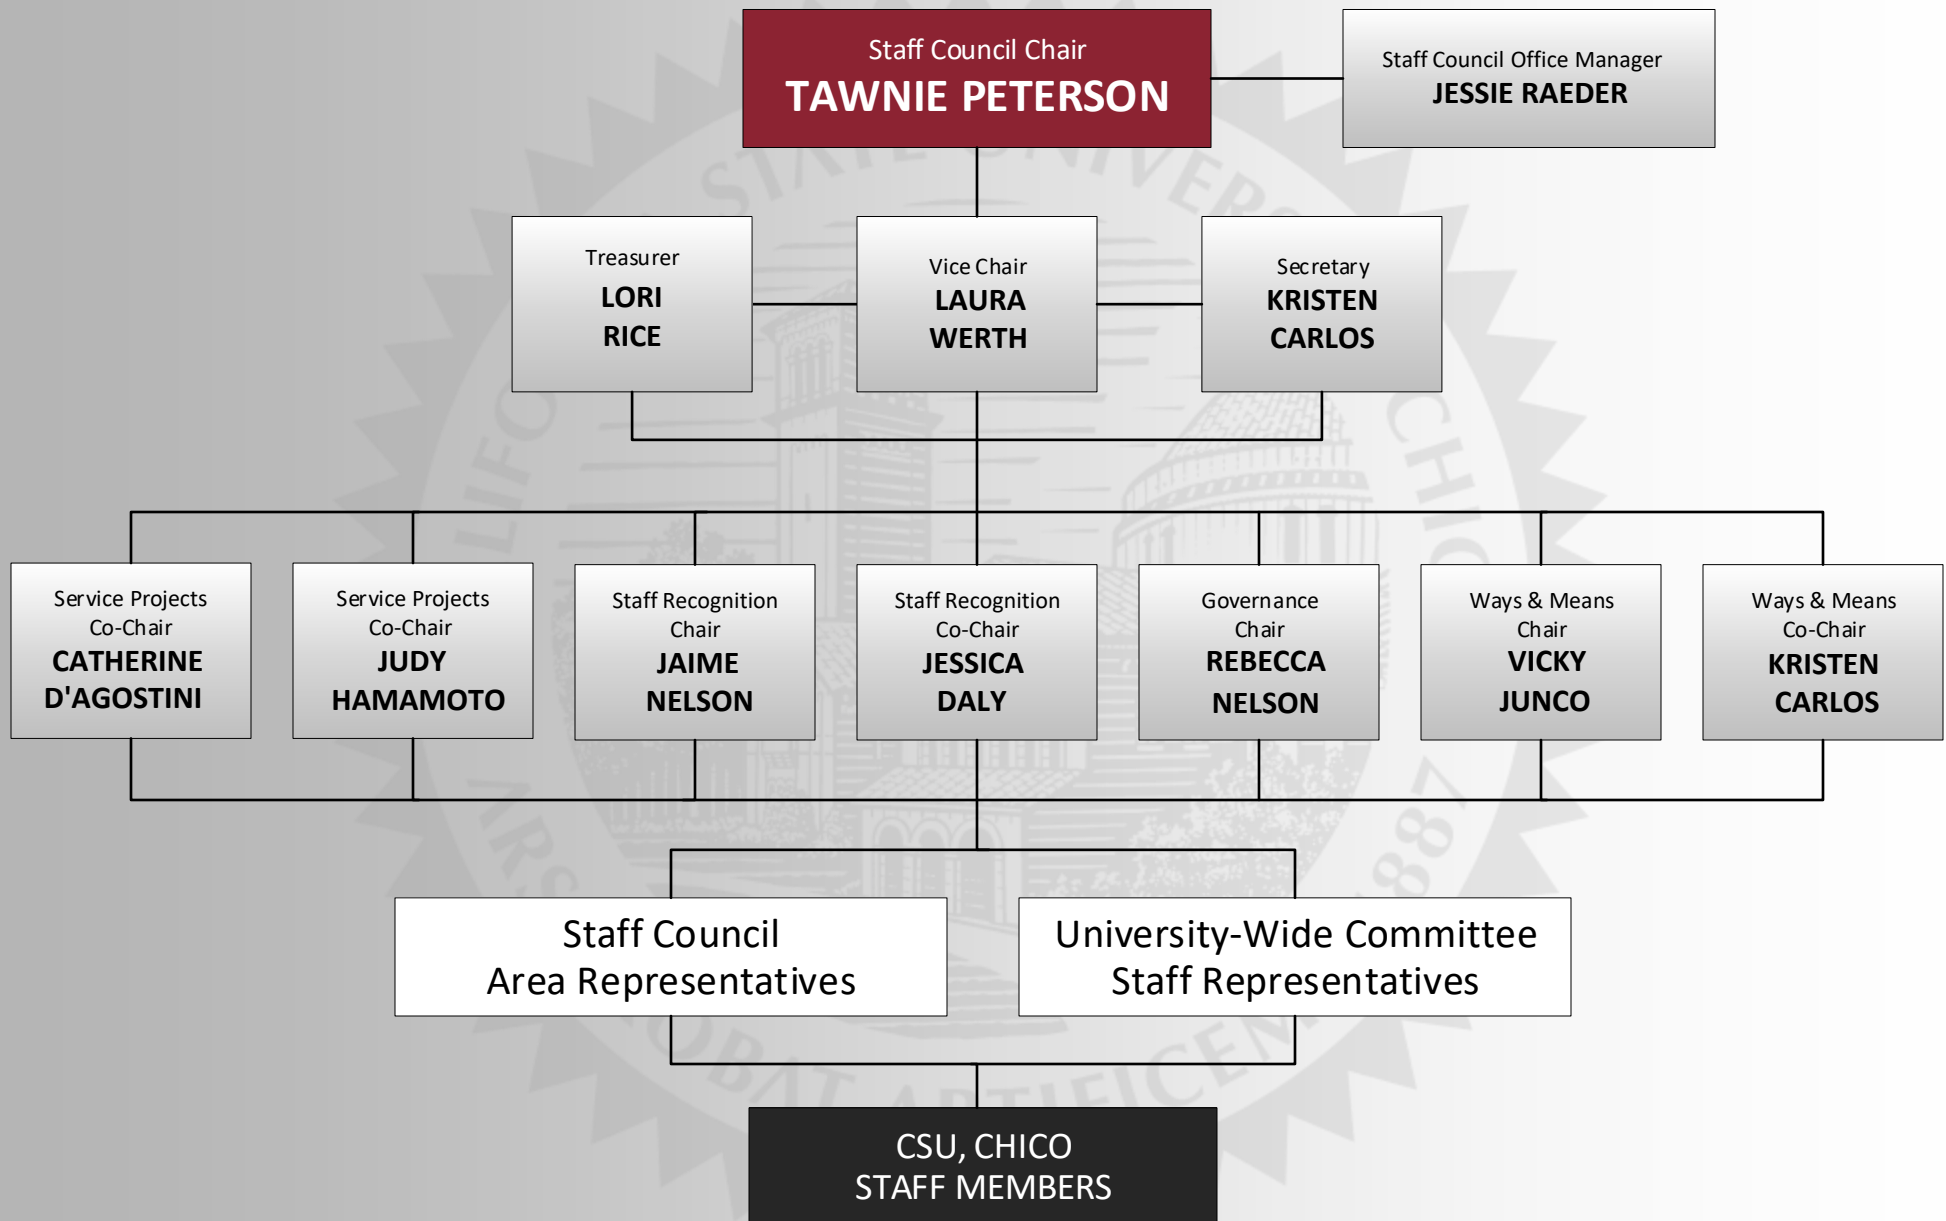 Staff Council Chair
TAWNIE PETERSON
Staff Council Office Manager
JESSIE RAEDER
Treasurer
LORI
RICE
Vice Chair
LAURA
WERTH
Secretary
KRISTEN
CARLOS
Service Projects
Co-Chair
CATHERINE
D'AGOSTINI
Service Projects
Co-Chair
JUDY
HAMAMOTO
Staff Recognition
Chair
JAIME
NELSON
Staff Recognition
Co-Chair
JESSICA
DALY
Governance
Chair
REBECCA
NELSON
Ways & Means
Chair
VICKY
JUNCO
Ways & Means
Co-Chair
KRISTEN
CARLOS
Staff Council
Area Representatives
University-Wide Committee
Staff Representatives
CSU, CHICO
STAFF MEMBERS